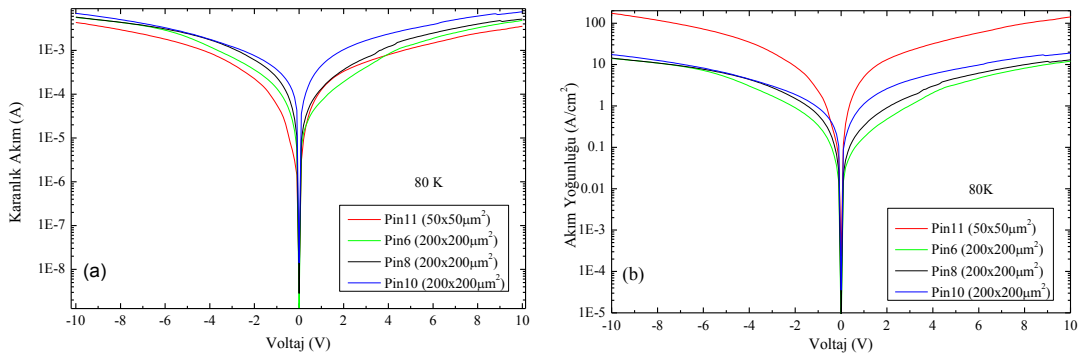 Karanlık Akım (A)
1E-3
1E-4
1E-5
1E-6
1E-7
1E-8
80 K
Pin11 (50x50µm²)
Pin6 (200x200µm²)
Pin8 (200x200µm²)
Pin10 (200x200µm²)
(a)
-10 -8 -6 -4 -2 0 2 4 6 8 10
Voltaj (V)
Akım Yoğunlugu (A/cm²)
100
10
1
0.1
0.01
1E-3
1E-4
1E-5
80K
Pin11 (50x50µm²)
Pin6 (200x200µm²)
Pin8 (200x200µm²)
Pin10 (200x200µm²)
(b)
-10 -8 -6 -4 -2 0 2 4 6 8 10
Voltaj (V)